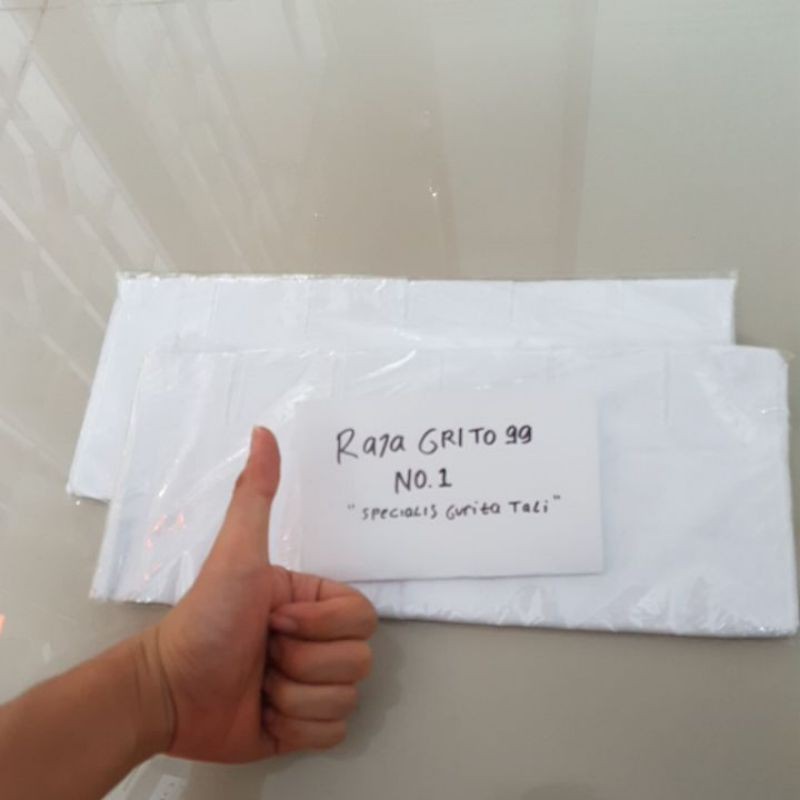 Raja GRITO 99
NO.1
"SPECIALIS Gurita Tali"